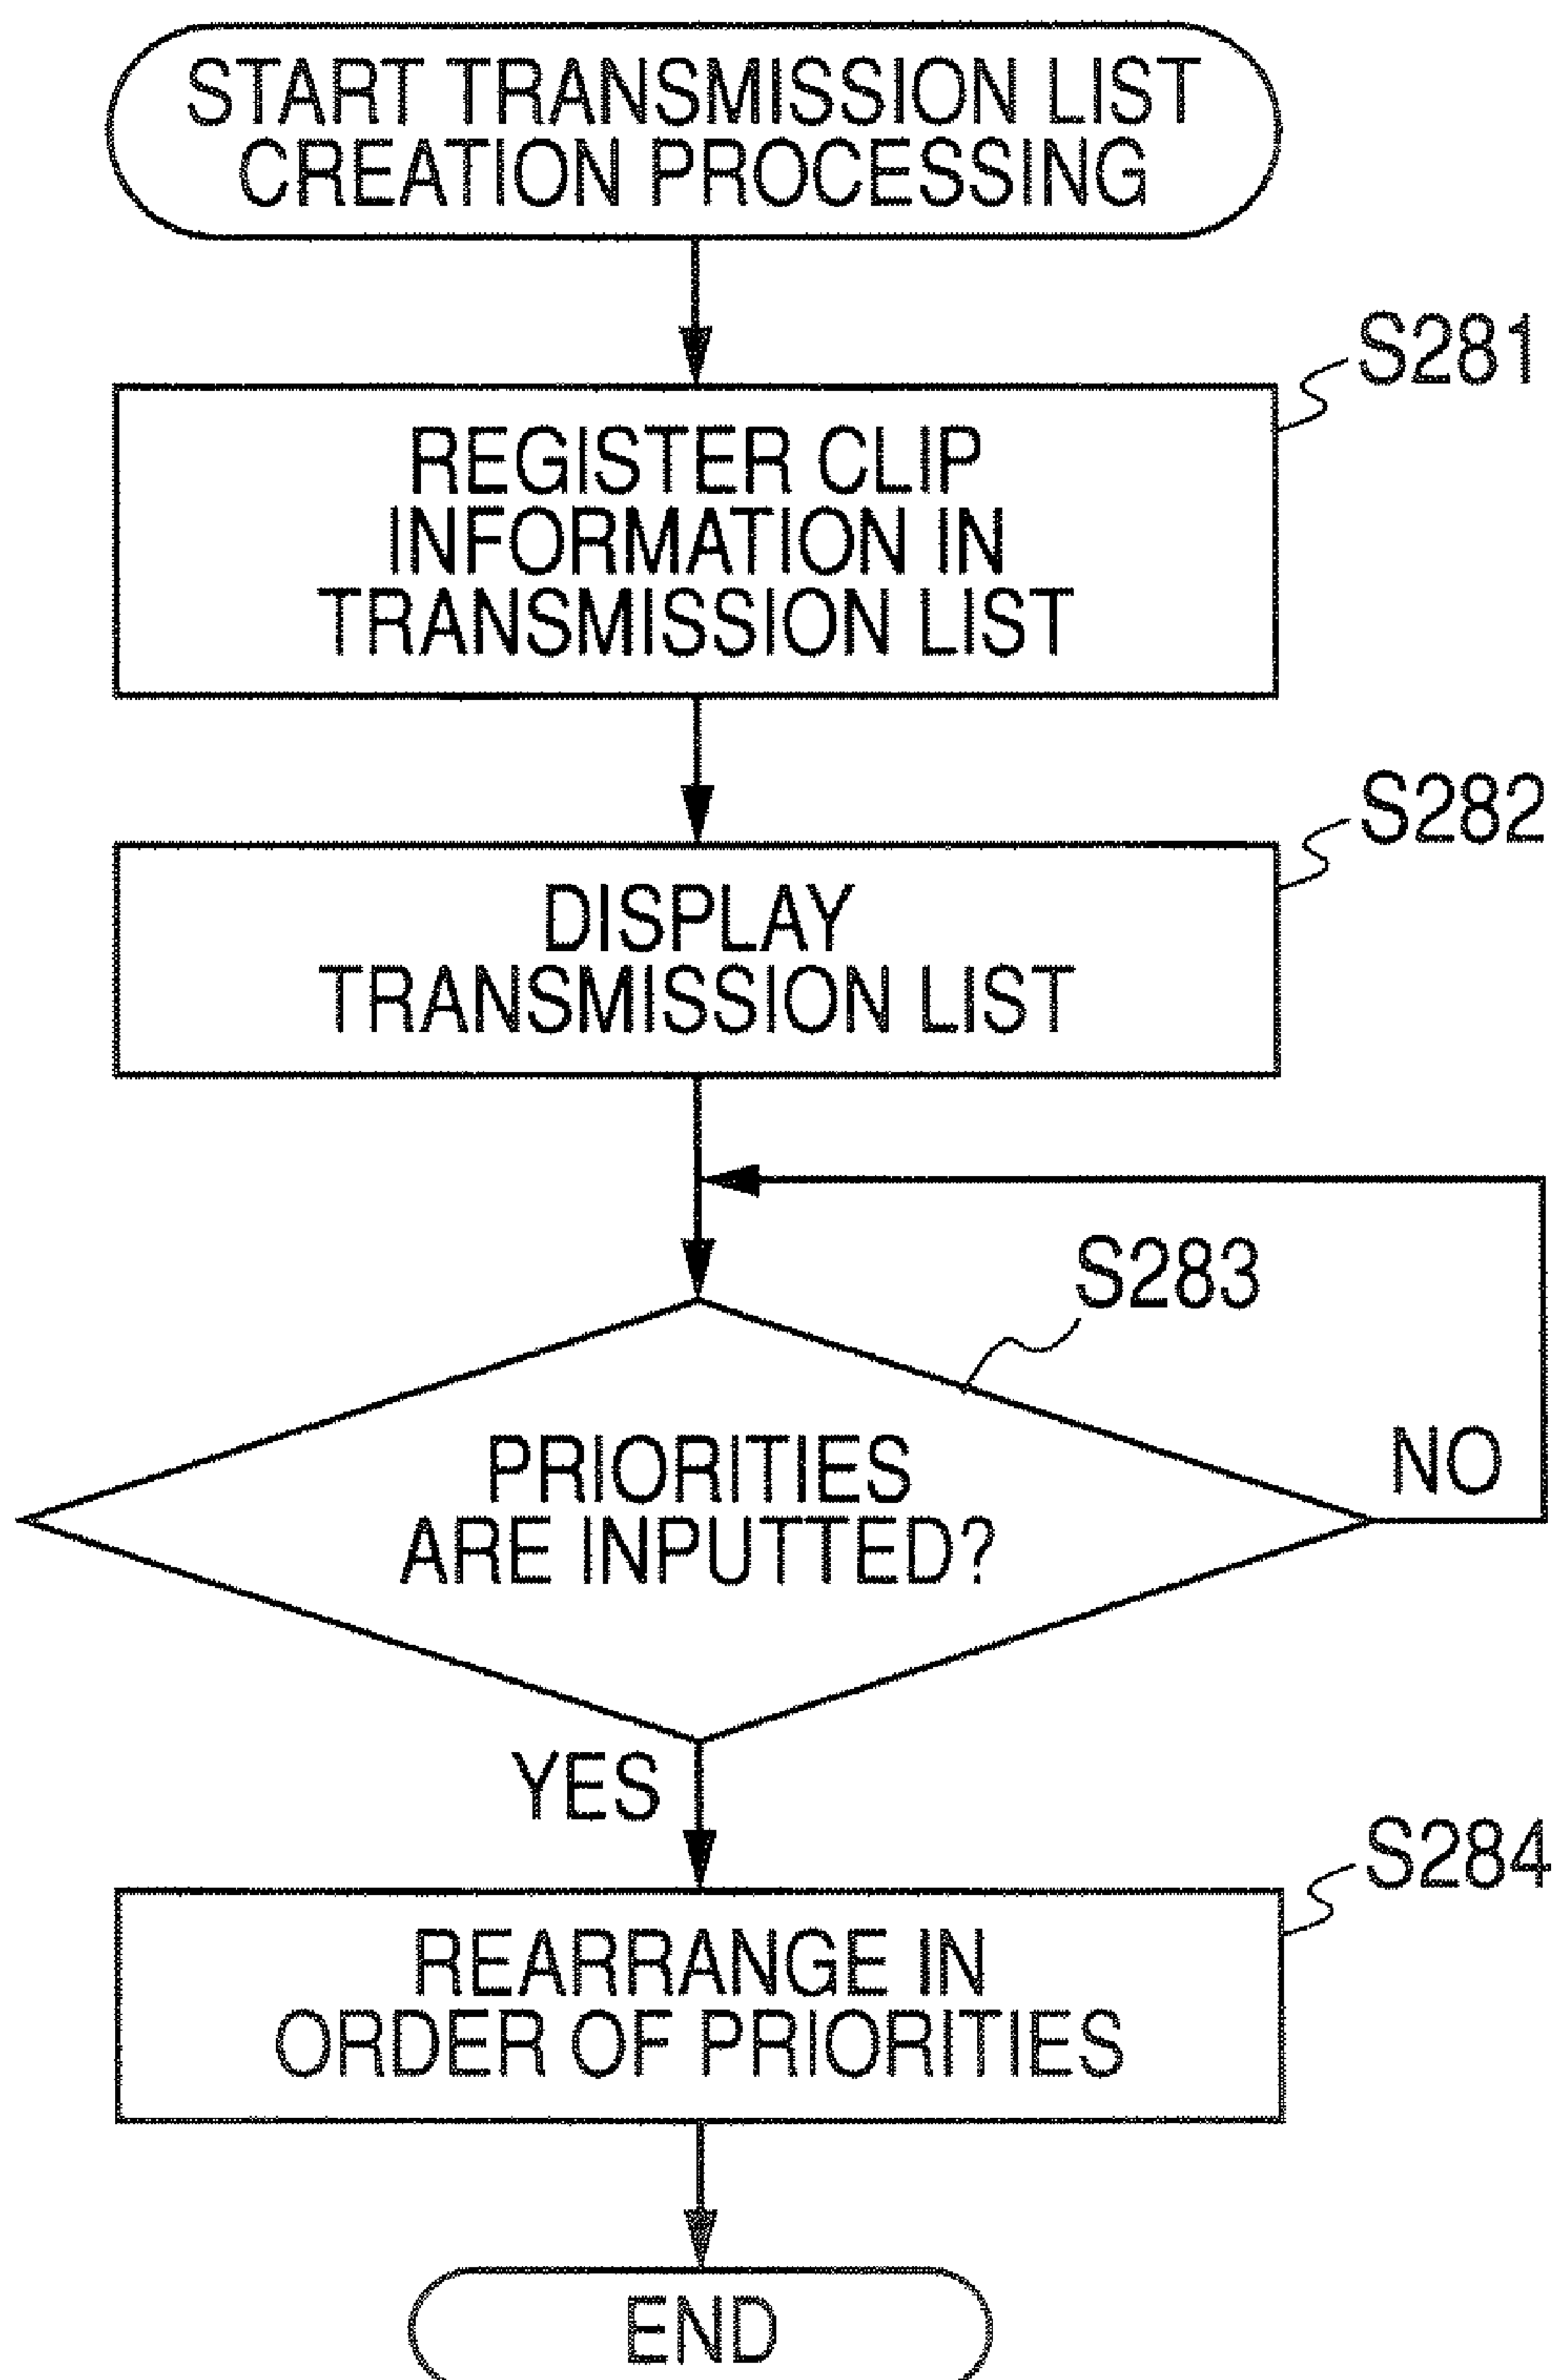 START TRANSMISSION LIST
CREATION PROCESSING
S281
REGISTER CLIP
INFORMATION IN
TRANSMISSION LIST
S282
DISPLAY
TRANSMISSION LIST
S283
PRIORITIES
ARE INPUTTED?
NO
YES
S284
REARRANGE IN
ORDER OF PRIORITIES
END